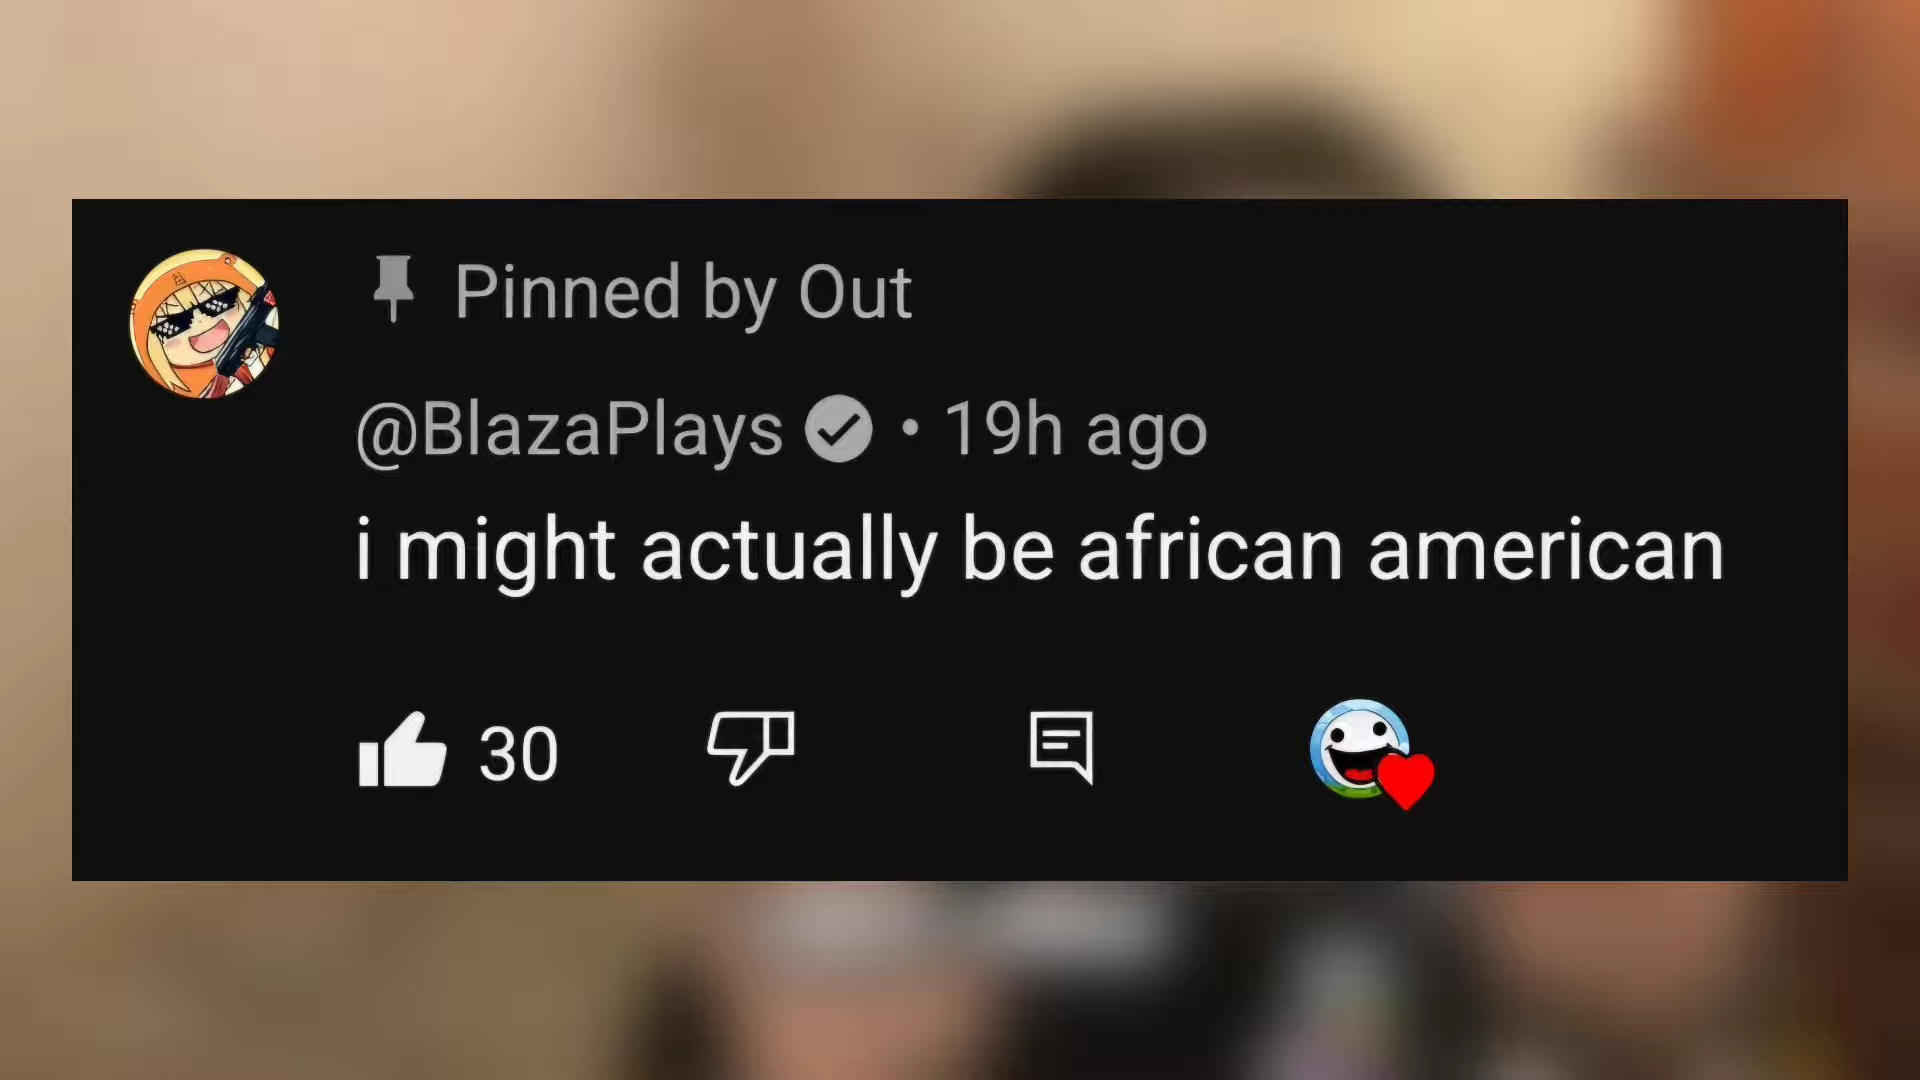 Pinned by Out
@BlazaPlays • 19h ago
i might actually be african american
30